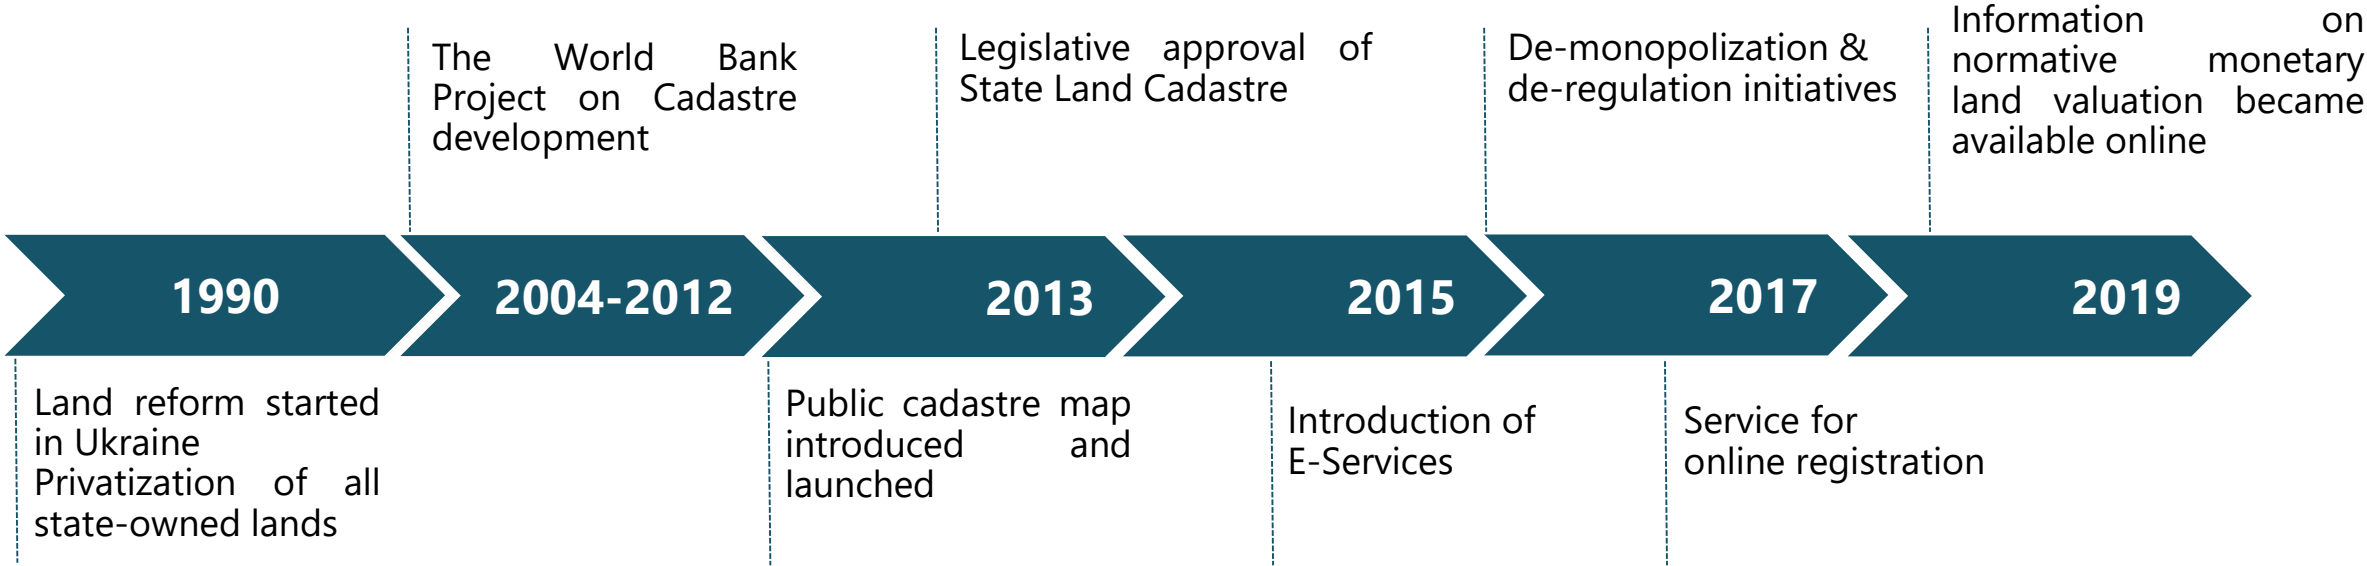 The World Bank
Project on Cadastre
development
Legislative approval of
State Land Cadastre
De-monopolization &
de-regulation initiatives
Information on
normative monetary
land valuation became
available online
1990
2004-2012
2013
2015
2017
2019
Land reform started
in Ukraine
Privatization of all
state-owned lands
Public cadastre map
introduced and
launched
Introduction of
E-Services
Service for
online registration